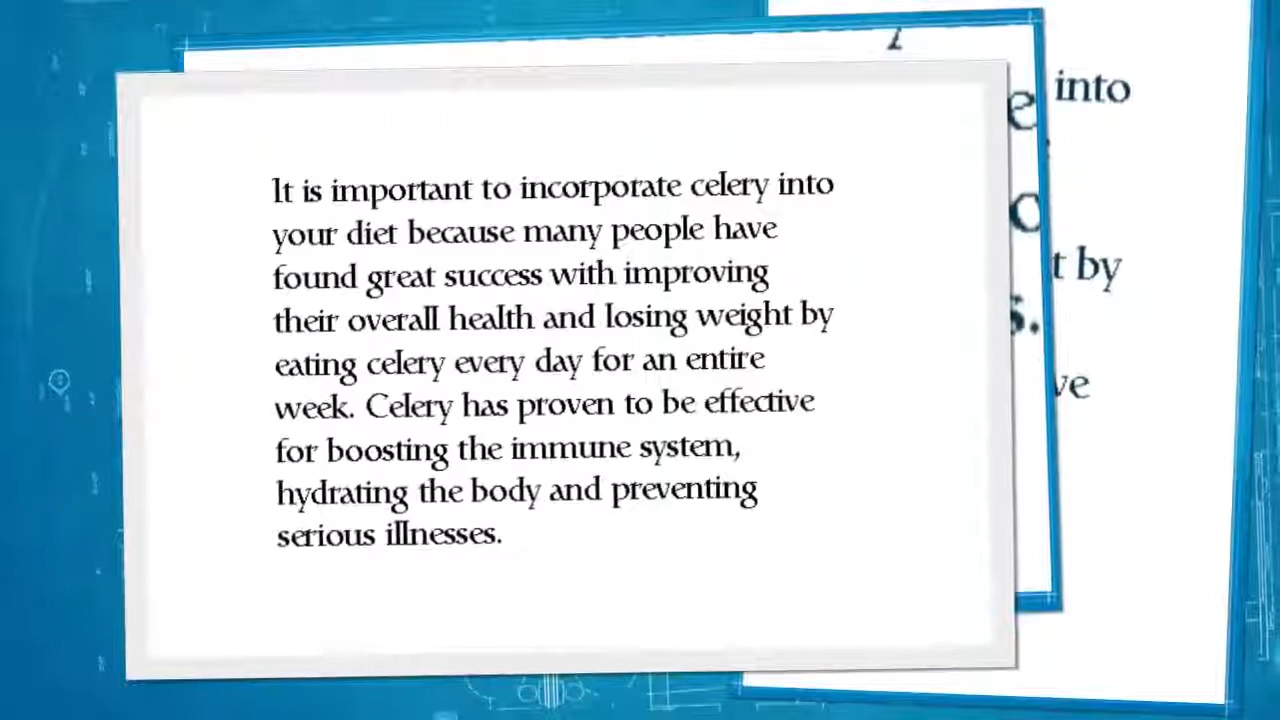 It is important to incorporate celery into
your diet because many people have
found great success with improving
their overall health and losing weight by
eating celery every day for an entire
week. Celery has proven to be effective
for boosting the immune system,
hydrating the body and preventing
serious illnesses.
into
t by
ve